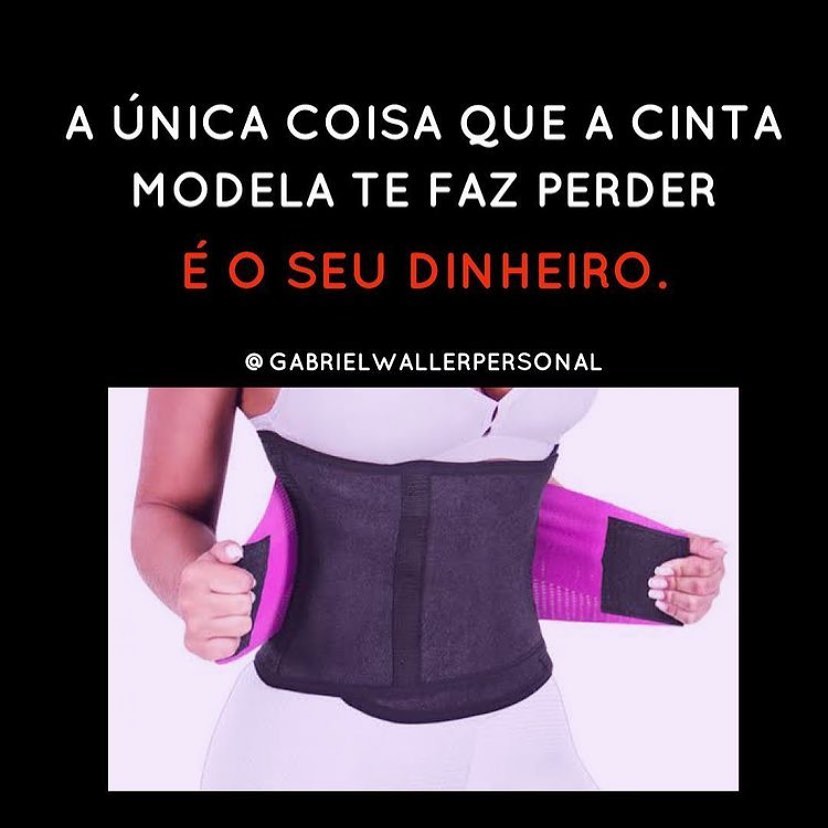 A ÚNICA COISA QUE A CINTA
MODELA TE FAZ PERDER
É O SEU DINHEIRO.
@GABRIELWALLERPERSONAL